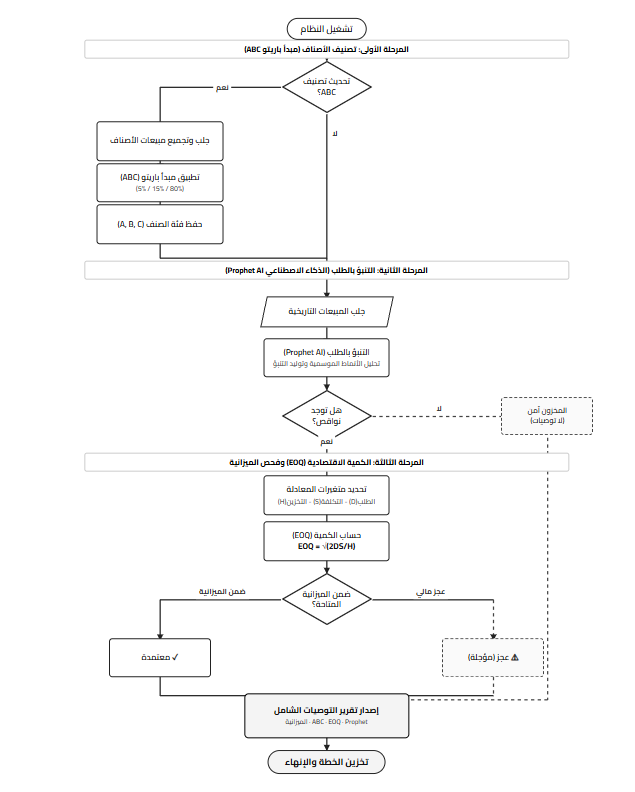 تشغيل النظام
المرحلة الأولى: تصنيف الأصناف (مبدأ باريتو ABC)
تحديث تصنيف
ABC؟
نعم
لا
جلب وتجميع مبيعات الأصناف
تطبيق مبدأ باريتو (ABC)
(80% / 15% / 5%)
حفظ فئة الصنف (A, B, C)
المرحلة الثانية: التنبؤ بالطلب (الذكاء الاصطناعي Prophet AI)
جلب المبيعات التاريخية
التنبؤ بالطلب (Prophet AI)
تحليل الأنماط الموسمية وتوليد التنبؤ
هل توجد
نواقص؟
لا
المخزون آمن
(لا توصيات)
نعم
المرحلة الثالثة: الكمية الاقتصادية (EOQ) وفحص الميزانية
تحديد متغيرات المعادلة
الطلب(D) - التكلفة(S) - التخزين(H)
حساب الكمية (EOQ)
EOQ = √(2DS/H)
ضمن الميزانية
المتاحة؟
ضمن الميزانية
عجز مالي
✓ معتمدة
⚠ عجز (مؤجلة)
إصدار تقرير التوصيات الشامل
الميزانية · ABC · EOQ · Prophet
تخزين الخطة والإنهاء